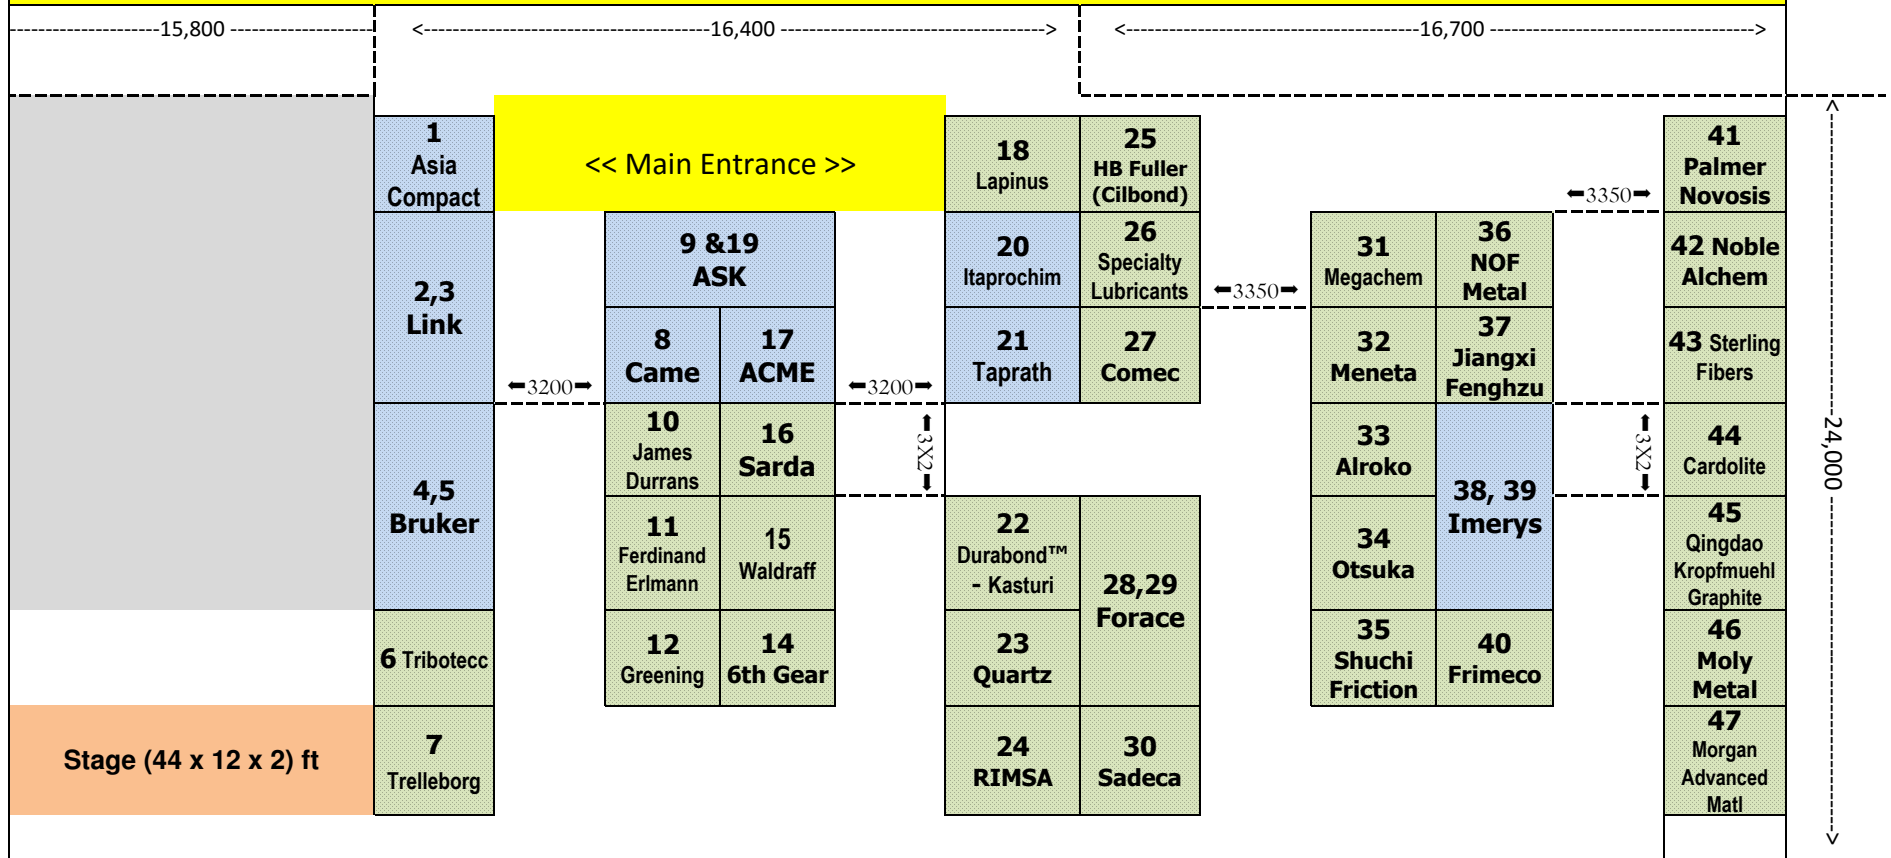 15,800
16,400
16,700
1
Asia
Compact
<< Main Entrance >>
18
Lapinus
25
HB Fuller
(Cilbond)
41
Palmer
Novosis
3350
2,3
Link
9 &19
ASK
20
Itaprochim
26
Specialty
Lubricants
3350
31
Megachem
36
NOF
Metal
42 Noble
Alchem
8
Came
17
ACME
21
Taprath
27
Comec
32
Meneta
37
Jiangxi
Fenghzu
43 Sterling
Fibers
3200
3200
4,5
Bruker
10
James
Durrans
16
Sarda
3X2
33
Alroko
38, 39
Imerys
3X2
44
Cardolite
24,000
11
Ferdinand
Erlmann
15
Waldraff
22
Durabond™
- Kasturi
28,29
Forace
34
Otsuka
45
Qingdao
Kropfmuehl
Graphite
6 Tribotecc
12
Greening
14
6th Gear
23
Quartz
35
Shuchi
Friction
40
Frimeco
46
Moly
Metal
Stage (44 x 12 x 2) ft
7
Trelleborg
24
RIMSA
30
Sadeca
47
Morgan
Advanced
Matl